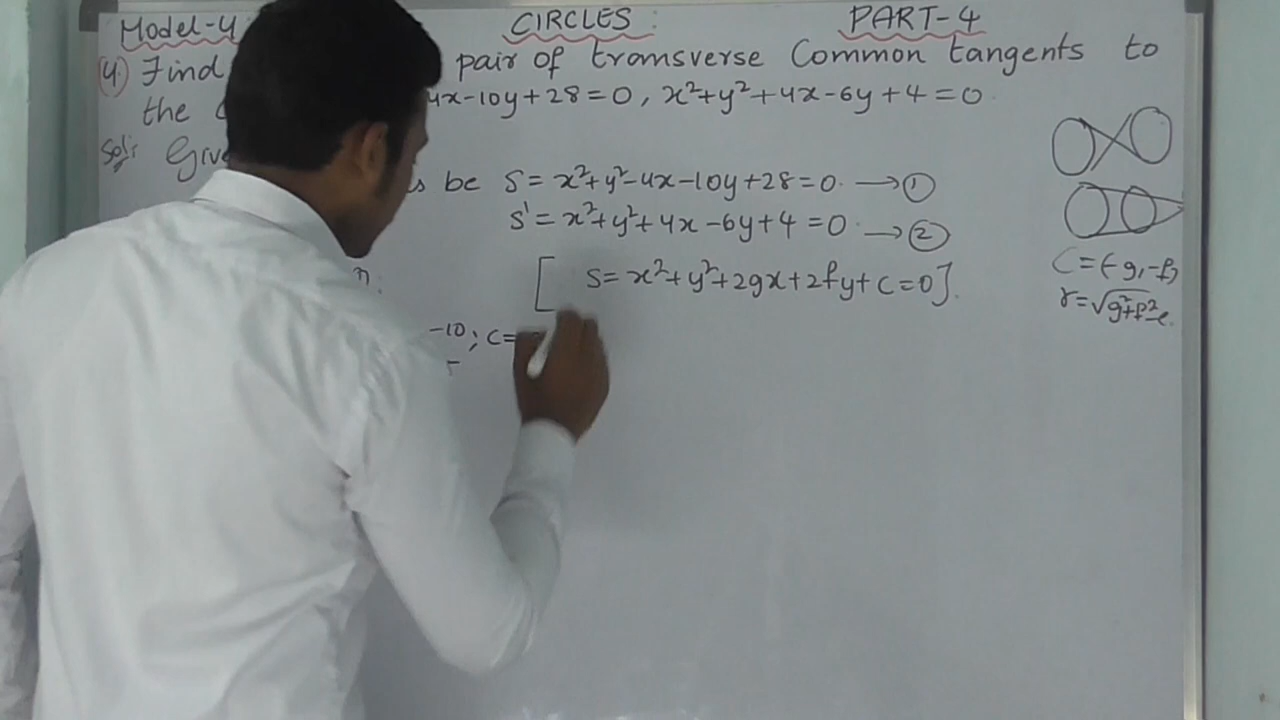 Model-4 CIRCLES : PART-4
(4.) Find pair of transverse Common tangents to
the 4x-10y+28=0, x²+y²+4x-6y+4=0
Sol: Give
be S = x²+y²-4x-10y+28=0. →①
S' = x²+y²+4x-6y+4=0. →②
[ S = x²+y²+2gx+2fy+c=0].
C=(-g,-f)
r=√g²+f²-c.
-10; c=